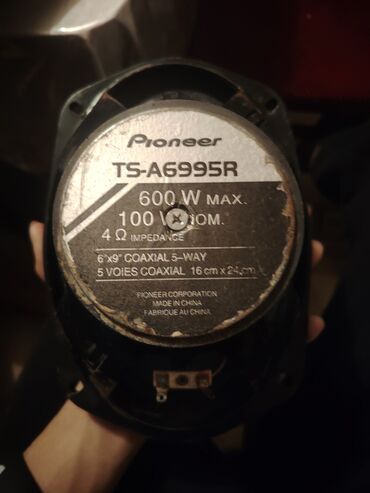 Pioneer
TS-A6995R
600 W MAX.
100 W NOM.
4 Ω IMPEDANCE
6"x9" COAXIAL 5-WAY
5 VOIES COAXIAL 16 cm x 24 cm
PIONEER CORPORATION
MADE IN CHINA
FABRIQUE AU CHINA